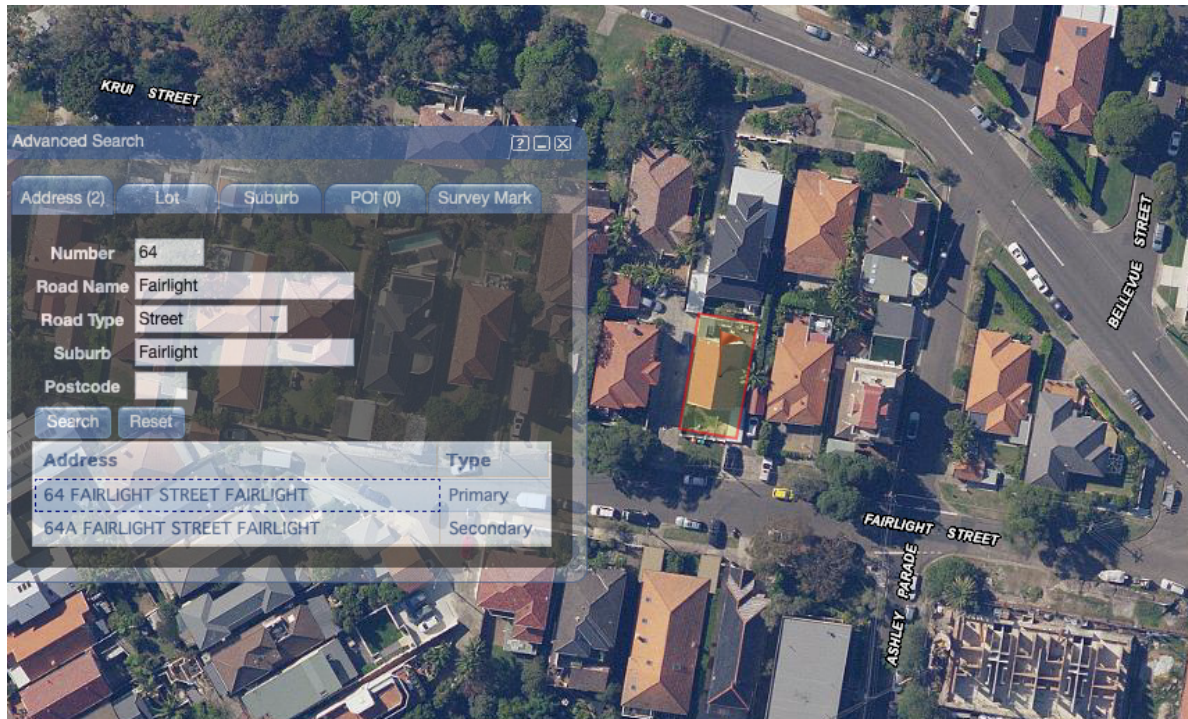 KRUI STREET
Advanced Search
? _ X
Address (2) Lot Suburb POI (0) Survey Mark
Number 64
Road Name Fairlight
Road Type Street
Suburb Fairlight
Postcode
Search Reset
Address Type
64 FAIRLIGHT STREET FAIRLIGHT Primary
64A FAIRLIGHT STREET FAIRLIGHT Secondary
BELLEVUE STREET
FAIRLIGHT STREET
ASHLEY PARADE